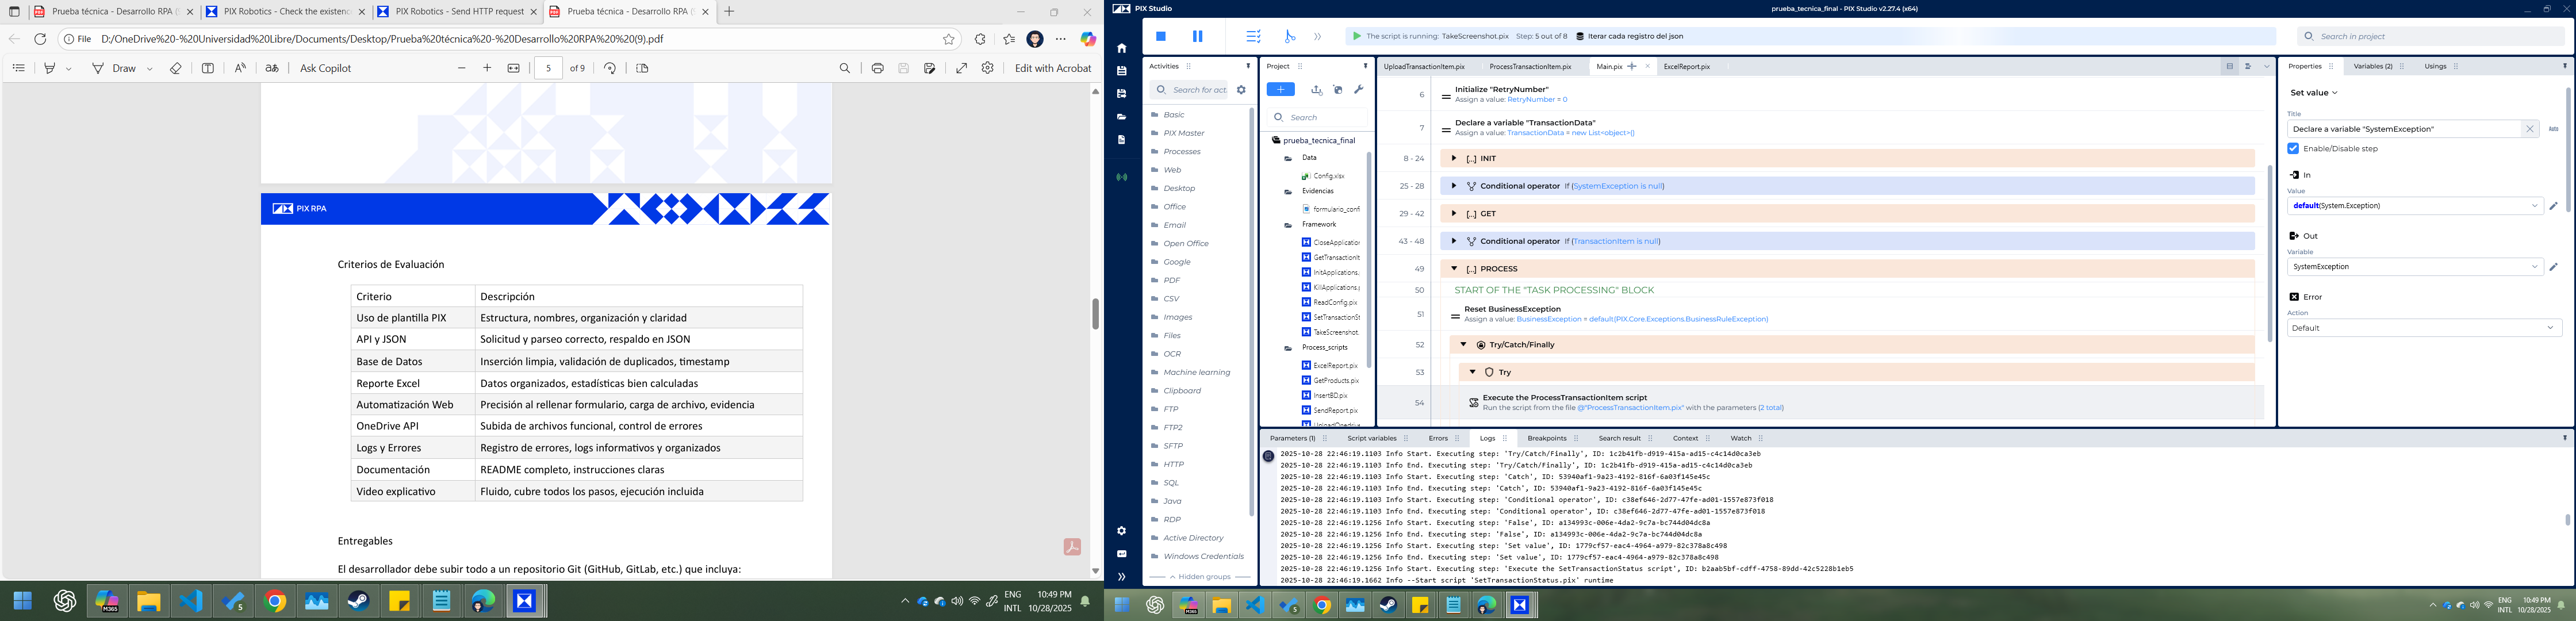 Prueba técnica - Desarrollo RPA (
PIX Robotics - Check the existenc
PIX Robotics - Send HTTP request
Prueba técnica - Desarrollo RPA (
File
D:/OneDrive%20-%20Universidad%20Libre/Documents/Desktop/Prueba%20técnica%20-%20Desarrollo%20RPA%20%20(9).pdf
Draw
Ask Copilot
5
of 9
Edit with Acrobat
PIX RPA
Criterios de Evaluación
Criterio Descripción
Uso de plantilla PIX Estructura, nombres, organización y claridad
API y JSON Solicitud y parseo correcto, respaldo en JSON
Base de Datos Inserción limpia, validación de duplicados, timestamp
Reporte Excel Datos organizados, estadísticas bien calculadas
Automatización Web Precisión al rellenar formulario, carga de archivo, evidencia
OneDrive API Subida de archivos funcional, control de errores
Logs y Errores Registro de errores, logs informativos y organizados
Documentación README completo, instrucciones claras
Video explicativo Fluido, cubre todos los pasos, ejecución incluida
Entregables
El desarrollador debe subir todo a un repositorio Git (GitHub, GitLab, etc.) que incluya:
ENG
INTL
10:49 PM
10/28/2025
PIX Studio
prueba_tecnica_final - PIX Studio v2.27.4 (x64)
The script is running: TakeScreenshot.pix Step: 5 out of 8 Iterar cada registro del json
Search in project
Activities
Search for act
Basic
PIX Master
Processes
Web
Desktop
Office
Email
Open Office
Google
PDF
CSV
Images
Files
OCR
Machine learning
Clipboard
FTP
FTP2
SFTP
HTTP
SQL
Java
RDP
Active Directory
Windows Credentials
Hidden groups
Project
Search
prueba_tecnica_final
Data
Config.xlsx
Evidencias
formulario_confi
Framework
CloseApplication
GetTransactionIt
InitApplications.p
KillApplications.p
ReadConfig.pix
SetTransactionSt
TakeScreenshot.
Process_scripts
ExcelReport.pix
GetProducts.pix
InsertBD.pix
SendReport.pix
UploadOnedrive
UploadTransactionItem.pix
ProcessTransactionItem.pix
Main.pix
ExcelReport.pix
6 Initialize "RetryNumber"
Assign a value: RetryNumber = 0
7 Declare a variable "TransactionData"
Assign a value: TransactionData = new List<object>()
8 - 24 [..] INIT
25 - 28 Conditional operator If (SystemException is null)
29 - 42 [..] GET
43 - 48 Conditional operator If (TransactionItem is null)
49 [..] PROCESS
50 START OF THE "TASK PROCESSING" BLOCK
51 Reset BusinessException
Assign a value: BusinessException = default(PIX.Core.Exceptions.BusinessRuleException)
52 Try/Catch/Finally
53 Try
54 Execute the ProcessTransactionItem script
Run the script from the file @"ProcessTransactionItem.pix" with the parameters (2 total)
Properties
Variables (2)
Usings
Set value
Title
Declare a variable "SystemException"
Enable/Disable step
In
Value
default(System.Exception)
Out
Variable
SystemException
Error
Action
Default
Parameters (1)
Script variables
Errors
Logs
Breakpoints
Search result
Context
Watch
2025-10-28 22:46:19.1103 Info Start. Executing step: 'Try/Catch/Finally', ID: 1c2b41fb-d919-415a-ad15-c4c14d0ca3eb
2025-10-28 22:46:19.1103 Info End. Executing step: 'Try/Catch/Finally', ID: 1c2b41fb-d919-415a-ad15-c4c14d0ca3eb
2025-10-28 22:46:19.1103 Info Start. Executing step: 'Catch', ID: 53940af1-9a23-4192-816f-6a03f145e45c
2025-10-28 22:46:19.1103 Info End. Executing step: 'Catch', ID: 53940af1-9a23-4192-816f-6a03f145e45c
2025-10-28 22:46:19.1103 Info Start. Executing step: 'Conditional operator', ID: c38ef646-2d77-47fe-ad01-1557e873f018
2025-10-28 22:46:19.1103 Info End. Executing step: 'Conditional operator', ID: c38ef646-2d77-47fe-ad01-1557e873f018
2025-10-28 22:46:19.1256 Info Start. Executing step: 'False', ID: a134993c-006e-4da2-9c7a-bc744d04dc8a
2025-10-28 22:46:19.1256 Info End. Executing step: 'False', ID: a134993c-006e-4da2-9c7a-bc744d04dc8a
2025-10-28 22:46:19.1256 Info Start. Executing step: 'Set value', ID: 1779cf57-eac4-4964-a979-82c378a8c498
2025-10-28 22:46:19.1256 Info End. Executing step: 'Set value', ID: 1779cf57-eac4-4964-a979-82c378a8c498
2025-10-28 22:46:19.1256 Info Start. Executing step: 'Execute the SetTransactionStatus script', ID: b2aab5bf-cdff-4758-89dd-42c5228b1eb5
2025-10-28 22:46:19.1662 Info --Start script 'SetTransactionStatus.pix' runtime
ENG
INTL
10:49 PM
10/28/2025